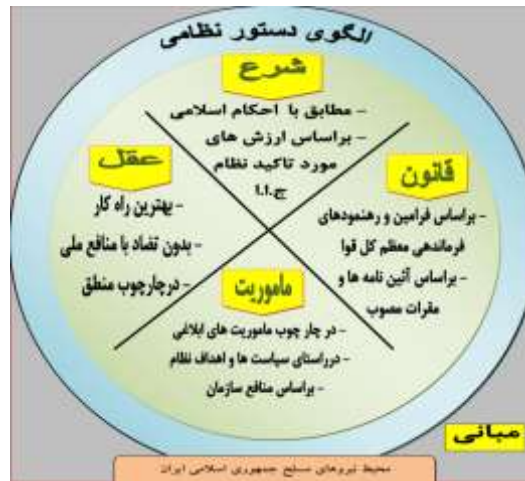 الگوی دستور نظامی
شرع
- مطابق با احکام اسلامی
- براساس ارزش های
مورد تاکید نظام
ج.ا.ا
قانون
- براساس فرامین و رهنمودهای
فرماندهی معظم کل قوا
- براساس آئین نامه ها و
مقرات مصوب
عقل
- بهترین راه کار
- بدون تضاد با منافع ملی
- درچارچوب منطق
ماموریت
- در چار چوب ماموریت های ابلاغی
- درراستای سیاست ها و اهداف نظام
- براساس منافع سازمان
مبانی
محیط نیروهای مسلح جمهوری اسلامی ایران